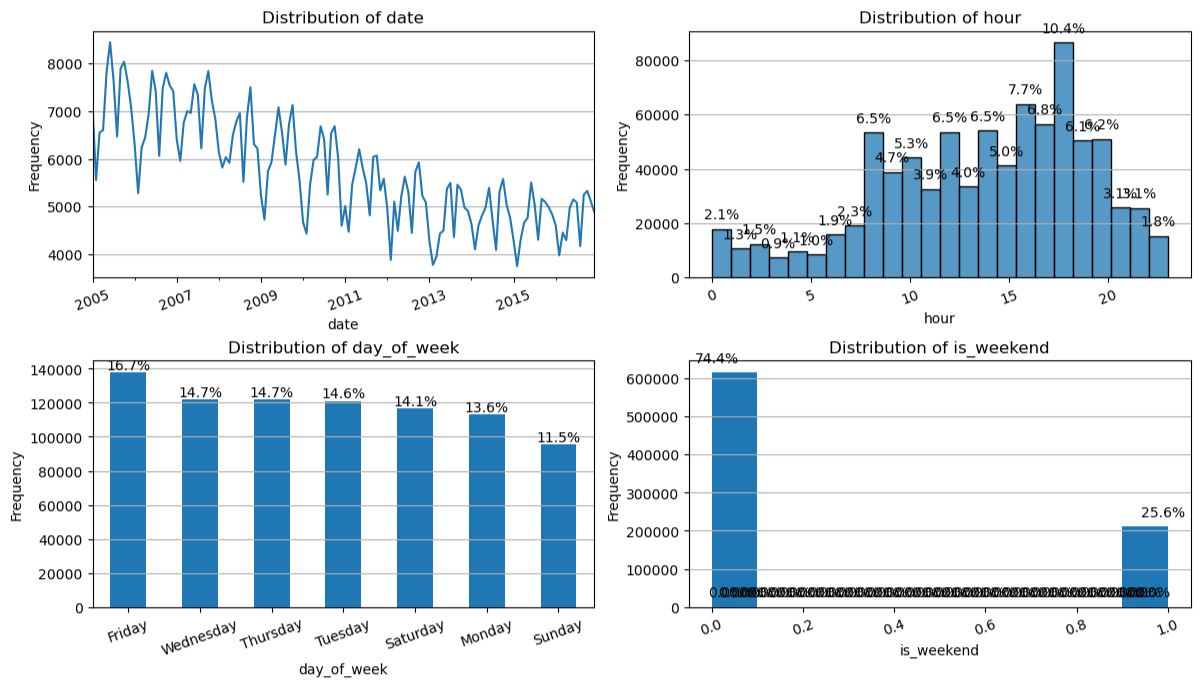 Distribution of date
Frequency
8000
7000
6000
5000
4000
2005 2007 2009 2011 2013 2015
date
Distribution of hour
Frequency
80000
60000
40000
20000
0
2.1% 1.3% 1.5% 0.9% 1.1% 1.0% 1.9% 2.3% 6.5% 4.7% 5.3% 3.9% 6.5% 4.0% 6.5% 5.0% 7.7% 6.8% 10.4% 6.1% 6.2% 3.1% 3.1% 1.8%
0 5 10 15 20
hour
Distribution of day_of_week
Frequency
140000
120000
100000
80000
60000
40000
20000
0
16.7% 14.7% 14.7% 14.6% 14.1% 13.6% 11.5%
Friday Wednesday Thursday Tuesday Saturday Monday Sunday
day_of_week
Distribution of is_weekend
Frequency
600000
500000
400000
300000
200000
100000
0
74.4% 25.6%
0.0 0.2 0.4 0.6 0.8 1.0
is_weekend